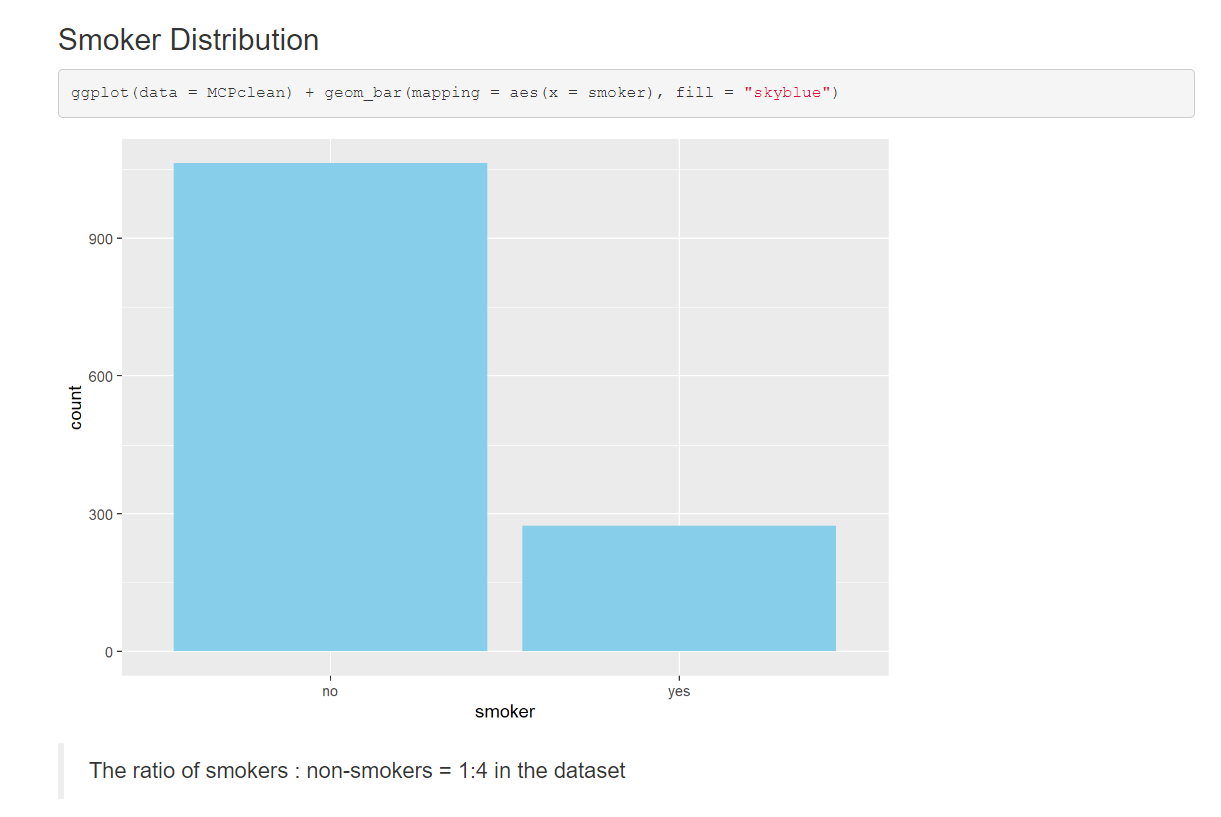 Smoker Distribution
ggplot(data = MCPclean) + geom_bar(mapping = aes(x = smoker), fill = "skyblue")
900
600
300
0
count
no
yes
smoker
The ratio of smokers : non-smokers = 1:4 in the dataset